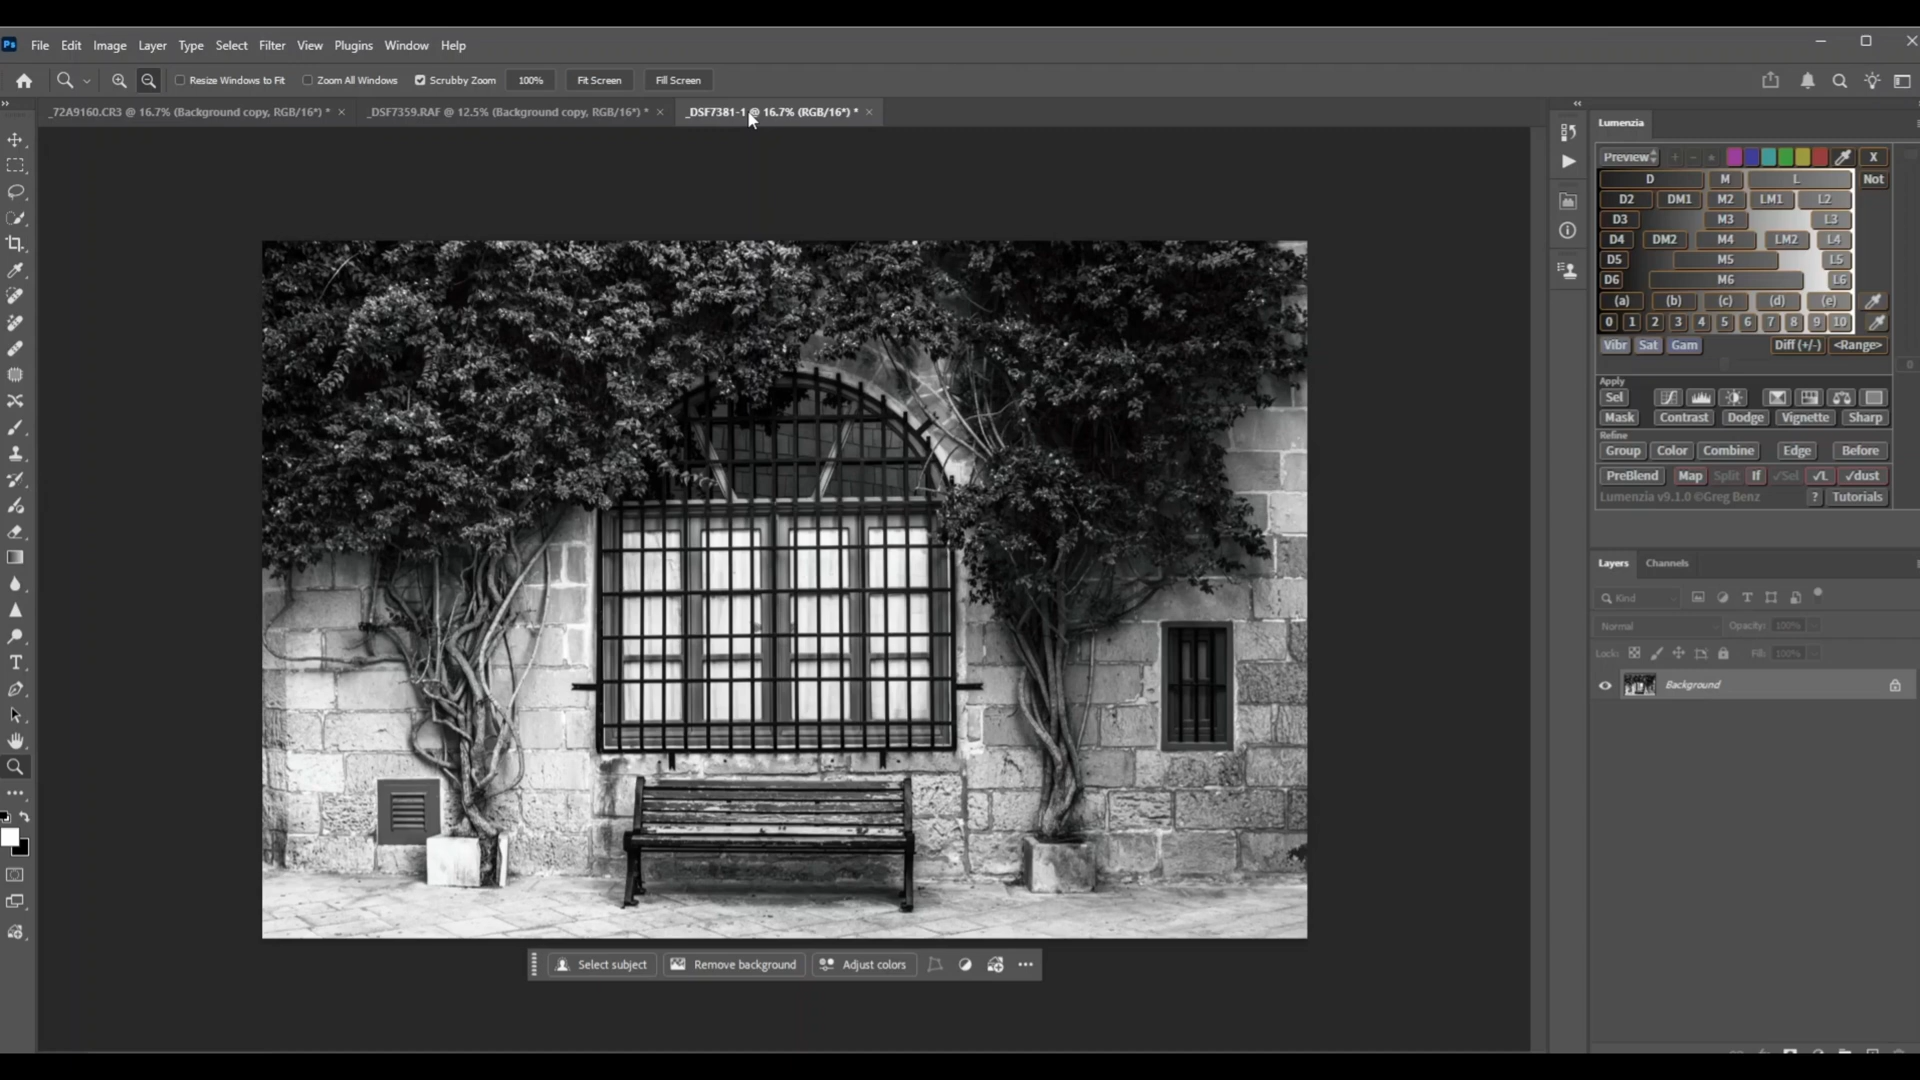 Ps File Edit Image Layer Type Select Filter View Plugins Window Help
Resize Windows to Fit Zoom All Windows Scrubby Zoom 100% Fit Screen Fill Screen
_72A9160.CR3 @ 16.7% (Background copy, RGB/16*) * × _DSF7359.RAF @ 12.5% (Background copy, RGB/16*) * × _DSF7381-1 @ 16.7% (RGB/16*) * ×
Lumenzia
Preview + - * X
D M L Not
D2 DM1 M2 LM1 L2
D3 M3 L3
D4 DM2 M4 LM2 L4
D5 M5 L5
D6 M6 L6
(a) (b) (c) (d) (e)
0 1 2 3 4 5 6 7 8 9 10
Vibr Sat Gam Diff (+/-) <Range>
0
Apply
Sel
Mask Contrast Dodge Vignette Sharp
Refine
Group Color Combine Edge Before
PreBlend Map Split If ✓Sel ✓L ✓dust
Lumenzia v9.1.0 ©Greg Benz ? Tutorials
Layers Channels
Kind
Normal Opacity: 100%
Lock: Fill: 100%
Background
Select subject Remove background Adjust colors